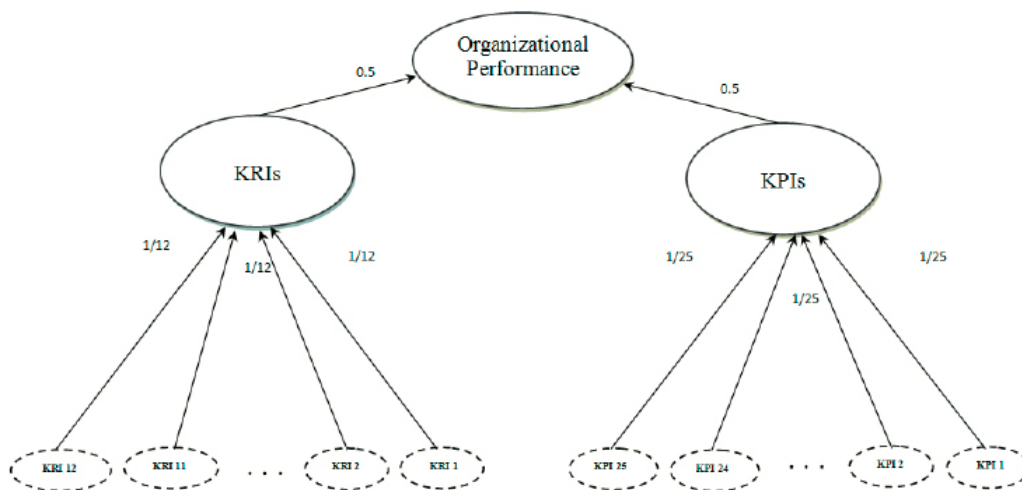 Organizational
Performance
0.5
0.5
KRIs
KPIs
1/12
1/12
1/12
1/25
1/25
1/25
KRI 12
KRI 11
. . .
KRI 2
KRI 1
KPI 25
KPI 24
. . .
KPI 2
KPI 1